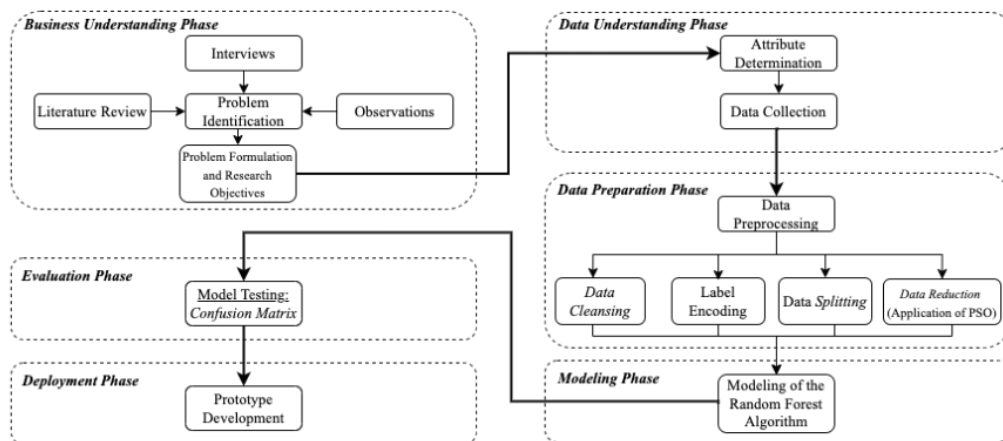 Business Understanding Phase
Interviews
Literature Review
Problem
Identification
Observations
Problem Formulation
and Research
Objectives
Data Understanding Phase
Attribute
Determination
Data Collection
Data Preparation Phase
Data
Preprocessing
Data
Cleansing
Label
Encoding
Data Splitting
Data Reduction
(Application of PSO)
Modeling Phase
Modeling of the
Random Forest
Algorithm
Evaluation Phase
Model Testing:
Confusion Matrix
Deployment Phase
Prototype
Development